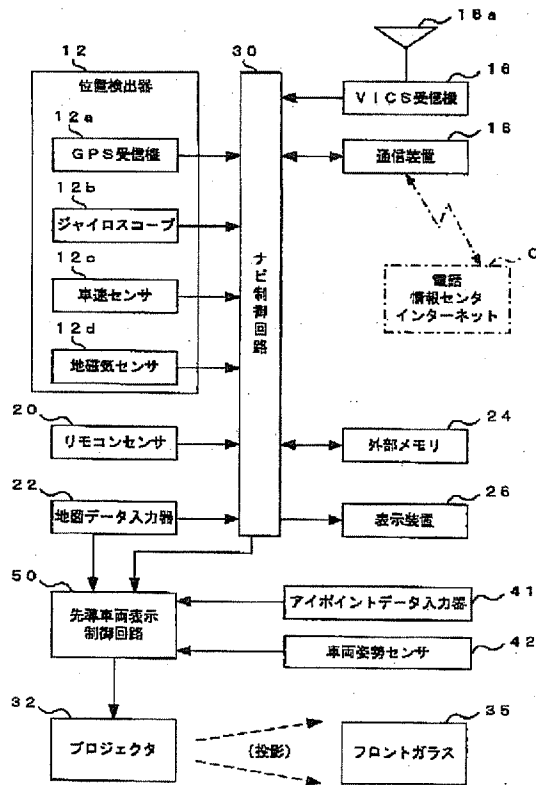 16a
12
30
位置検出器
16
VICS受信機
12a
GPS受信機
18
通信装置
12b
ジャイロスコープ
C
12c
車速センサ
ナビ制御回路
電話
情報センタ
インターネット
12d
地磁気センサ
20
リモコンセンサ
24
外部メモリ
22
地図データ入力器
26
表示装置
50
先導車両表示
制御回路
41
アイポイントデータ入力器
42
車両姿勢センサ
32
プロジェクタ
(投影)
35
フロントガラス